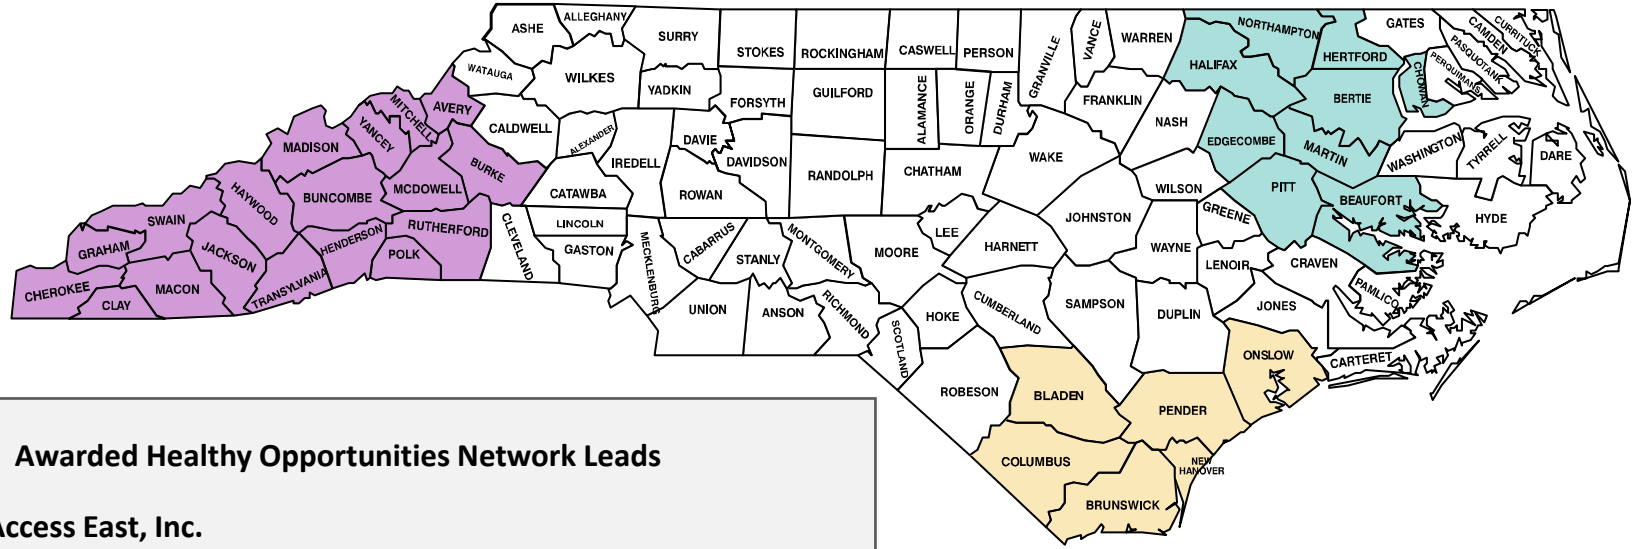 ASHE
ALLEGHANY
SURRY
STOKES
ROCKINGHAM
CASWELL
PERSON
GRANVILLE
VANCE
WARREN
NORTHAMPTON
GATES
CURRITUCK
CAMDEN
PASQUOTANK
PERQUIMANS
HERTFORD
HALIFAX
CHOWAN
BERTIE
WATAUGA
WILKES
YADKIN
FORSYTH
GUILFORD
ALAMANCE
ORANGE
DURHAM
FRANKLIN
NASH
EDGECOMBE
MARTIN
WASHINGTON
TYRRELL
DARE
AVERY
MITCHELL
YANCEY
MADISON
CALDWELL
ALEXANDER
IREDELL
DAVIE
DAVIDSON
RANDOLPH
CHATHAM
WAKE
WILSON
PITT
BEAUFORT
HYDE
BURKE
MCDOWELL
BUNCOMBE
HAYWOOD
CATAWBA
ROWAN
LINCOLN
GASTON
CLEVELAND
RUTHERFORD
POLK
HENDERSON
TRANSYLVANIA
JACKSON
SWAIN
GRAHAM
CHEROKEE
CLAY
MACON
MECKLENBURG
CABARRUS
STANLY
MONTGOMERY
MOORE
LEE
HARNETT
JOHNSTON
GREENE
WAYNE
LENOIR
CRAVEN
PAMLICO
UNION
ANSON
RICHMOND
SCOTLAND
HOKE
CUMBERLAND
SAMPSON
DUPLIN
JONES
ONSLOW
CARTERET
ROBESON
BLADEN
PENDER
COLUMBUS
NEW
HANOVER
BRUNSWICK
Awarded Healthy Opportunities Network Leads
Access East, Inc.